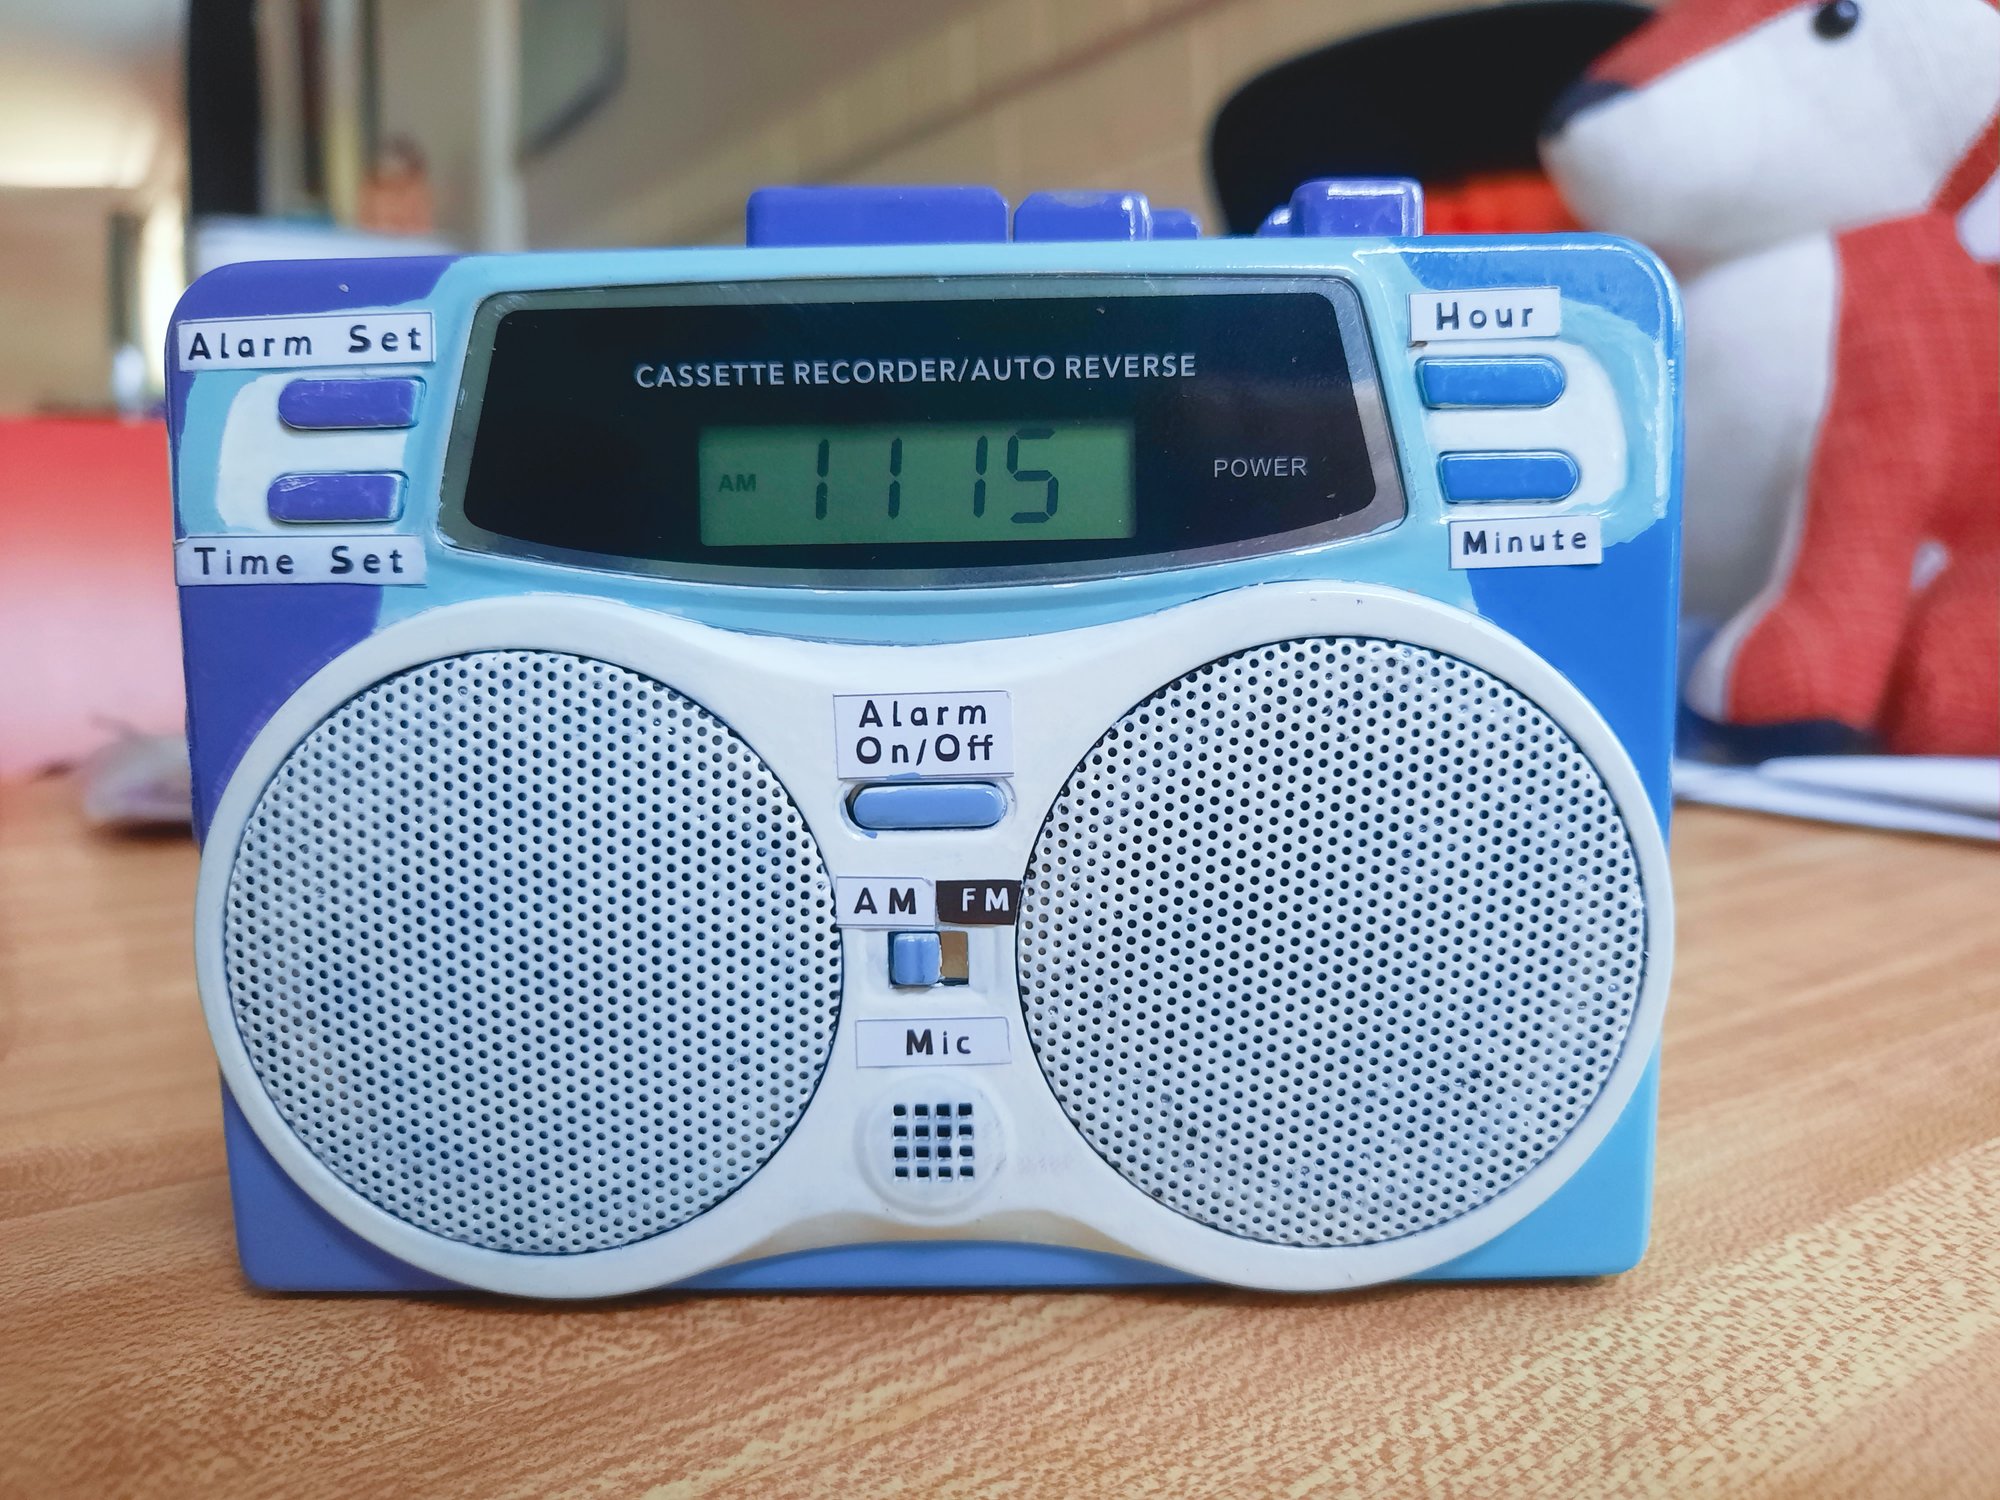 Alarm Set
Time Set
CASSETTE RECORDER/AUTO REVERSE
AM 11 15
POWER
Hour
Minute
Alarm
On/Off
AM FM
Mic